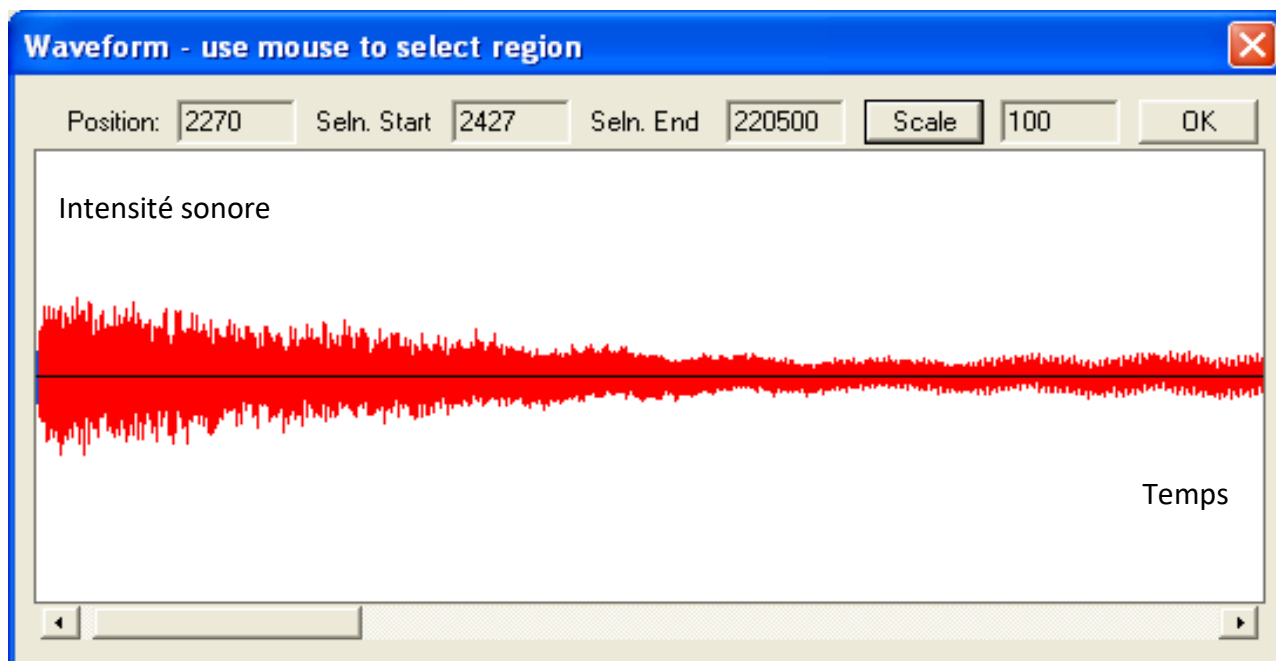 Waveform - use mouse to select region
Position: 2270 Seln. Start 2427 Seln. End 220500 Scale 100 OK
Intensité sonore
Temps